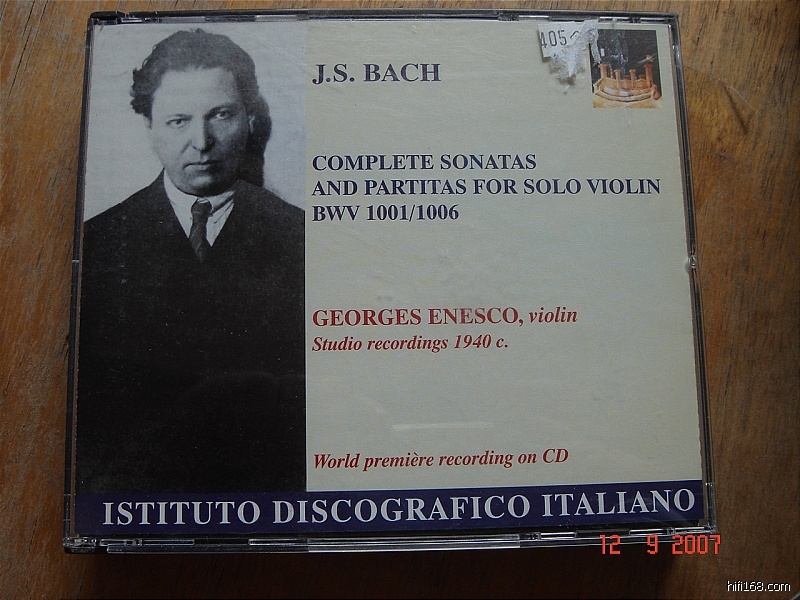 405
J.S. BACH
COMPLETE SONATAS
AND PARTITAS FOR SOLO VIOLIN
BWV 1001/1006
GEORGES ENESCO, violin
Studio recordings 1940 c.
World première recording on CD
ISTITUTO DISCOGRAFICO ITALIANO
12 9 2007
hifi168.com